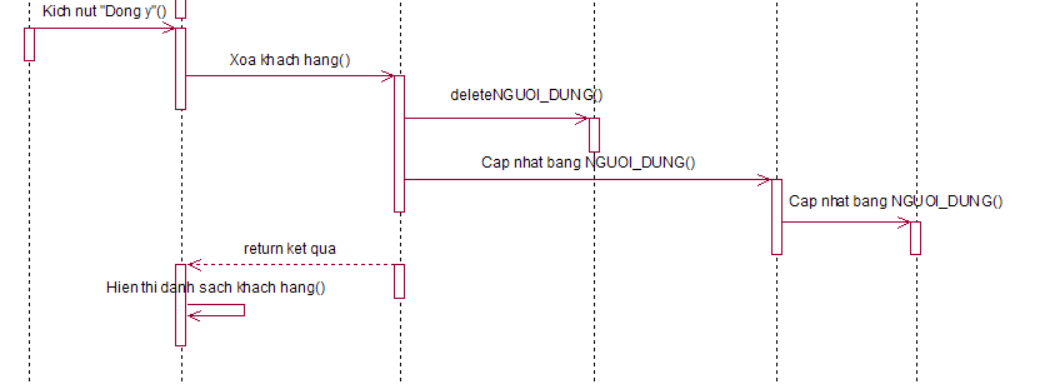 Kich nut "Dong y"()
Xoa khach hang()
deleteNGUOI_DUNG()
Cap nhat bang NGUOI_DUNG()
Cap nhat bang NGUOI_DUNG()
return ket qua
Hien thi danh sach khach hang()